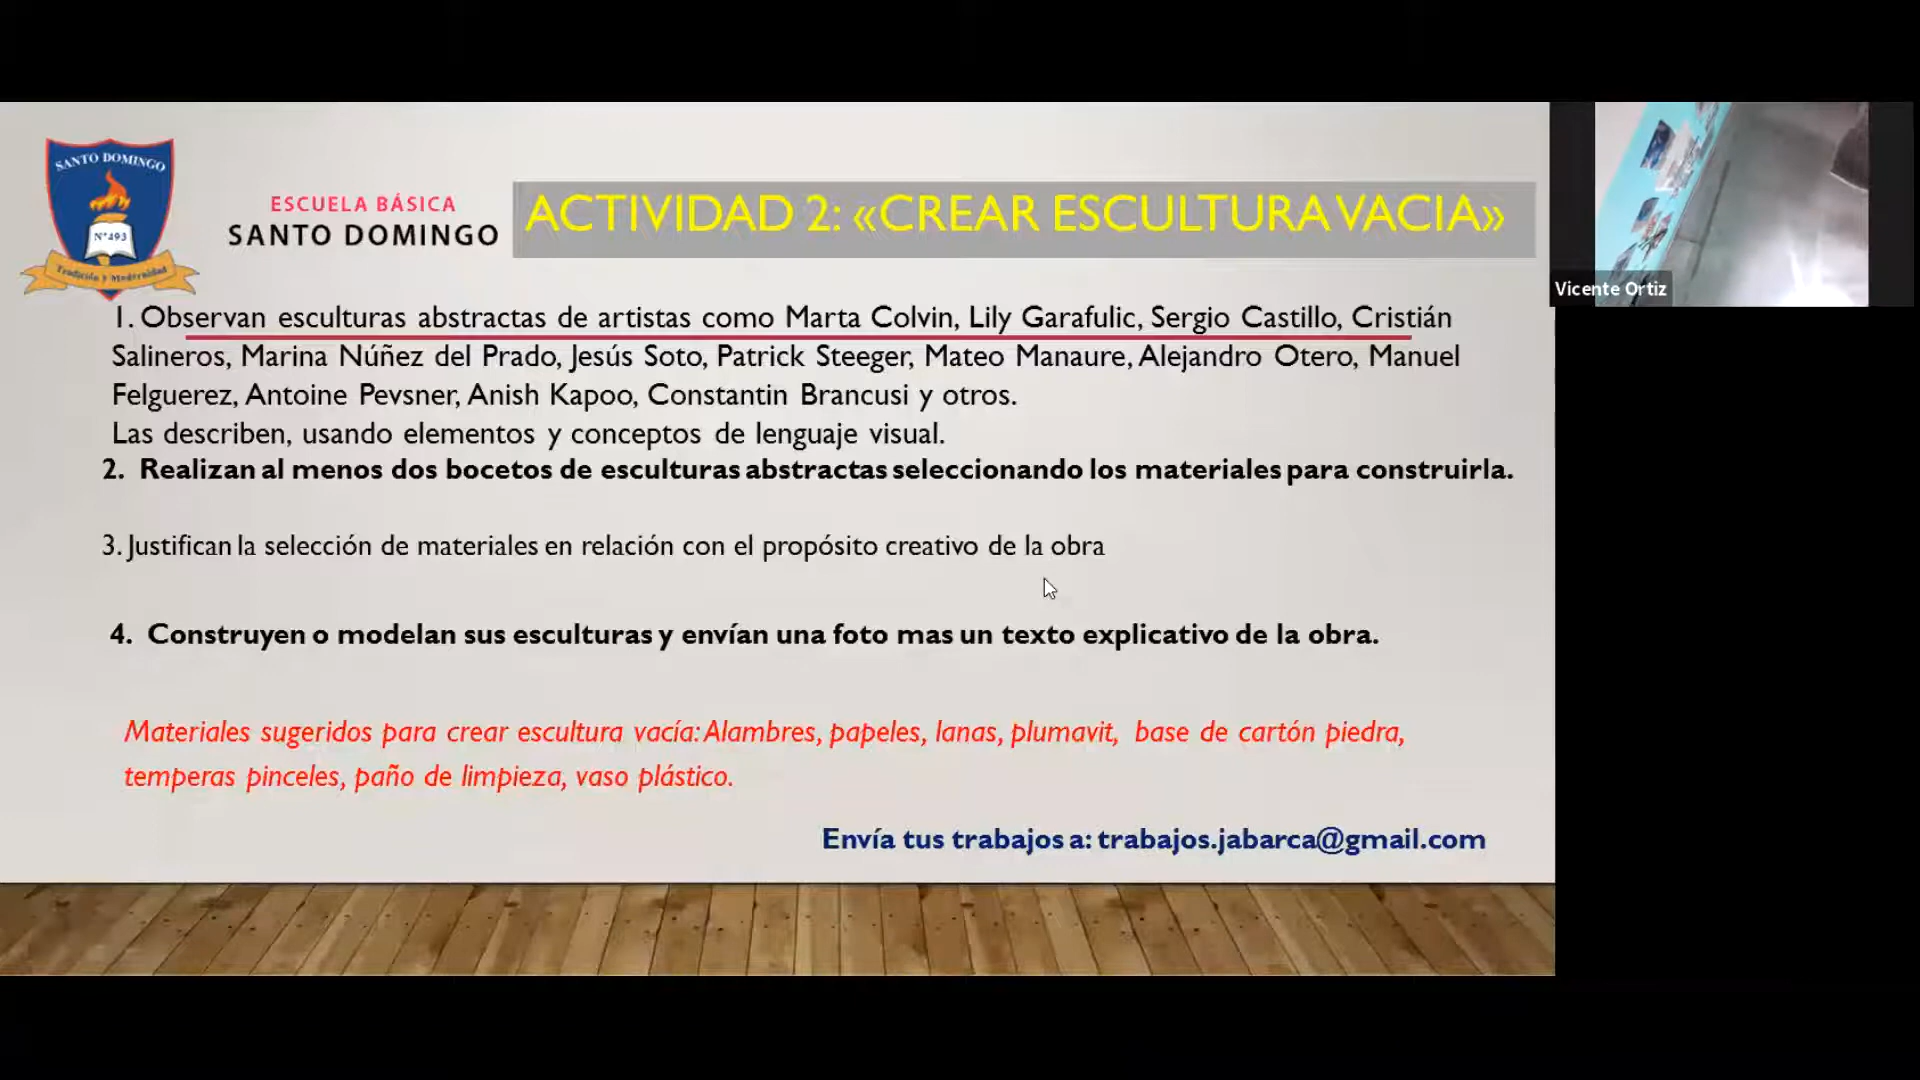 SANTO DOMINGO
N°493
Tradición y Modernidad
ESCUELA BÁSICA
SANTO DOMINGO
ACTIVIDAD 2: «CREAR ESCULTURA VACIA»
1. Observan esculturas abstractas de artistas como Marta Colvin, Lily Garafulic, Sergio Castillo, Cristián
Salineros, Marina Núñez del Prado, Jesús Soto, Patrick Steeger, Mateo Manaure, Alejandro Otero, Manuel
Felguerez, Antoine Pevsner, Anish Kapoo, Constantin Brancusi y otros.
Las describen, usando elementos y conceptos de lenguaje visual.
2. Realizan al menos dos bocetos de esculturas abstractas seleccionando los materiales para construirla.
3. Justifican la selección de materiales en relación con el propósito creativo de la obra
4. Construyen o modelan sus esculturas y envían una foto mas un texto explicativo de la obra.
Materiales sugeridos para crear escultura vacía: Alambres, papeles, lanas, plumavit, base de cartón piedra,
temperas pinceles, paño de limpieza, vaso plástico.
Envía tus trabajos a: trabajos.jabarca@gmail.com
Vicente Ortiz